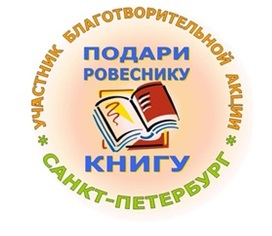 УЧАСТНИК БЛАГОТВОРИТЕЛЬНОЙ АКЦИИ
ПОДАРИ
РОВЕСНИКУ
КНИГУ
* САНКТ-ПЕТЕРБУРГ *